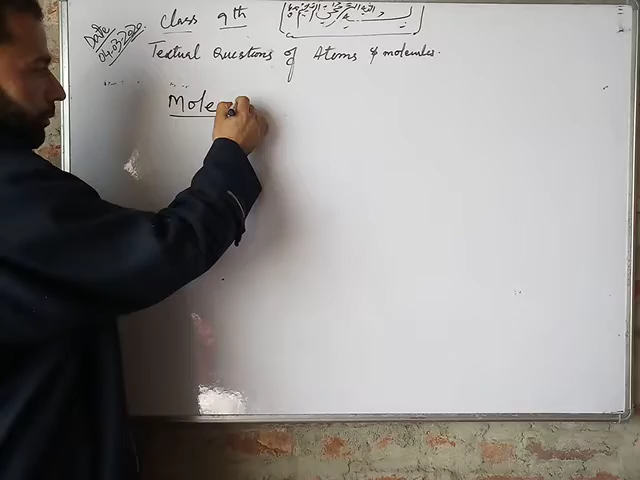 Date
04.03.2020
Class 9th
Textual Questions of Atoms & molecules.
Mole